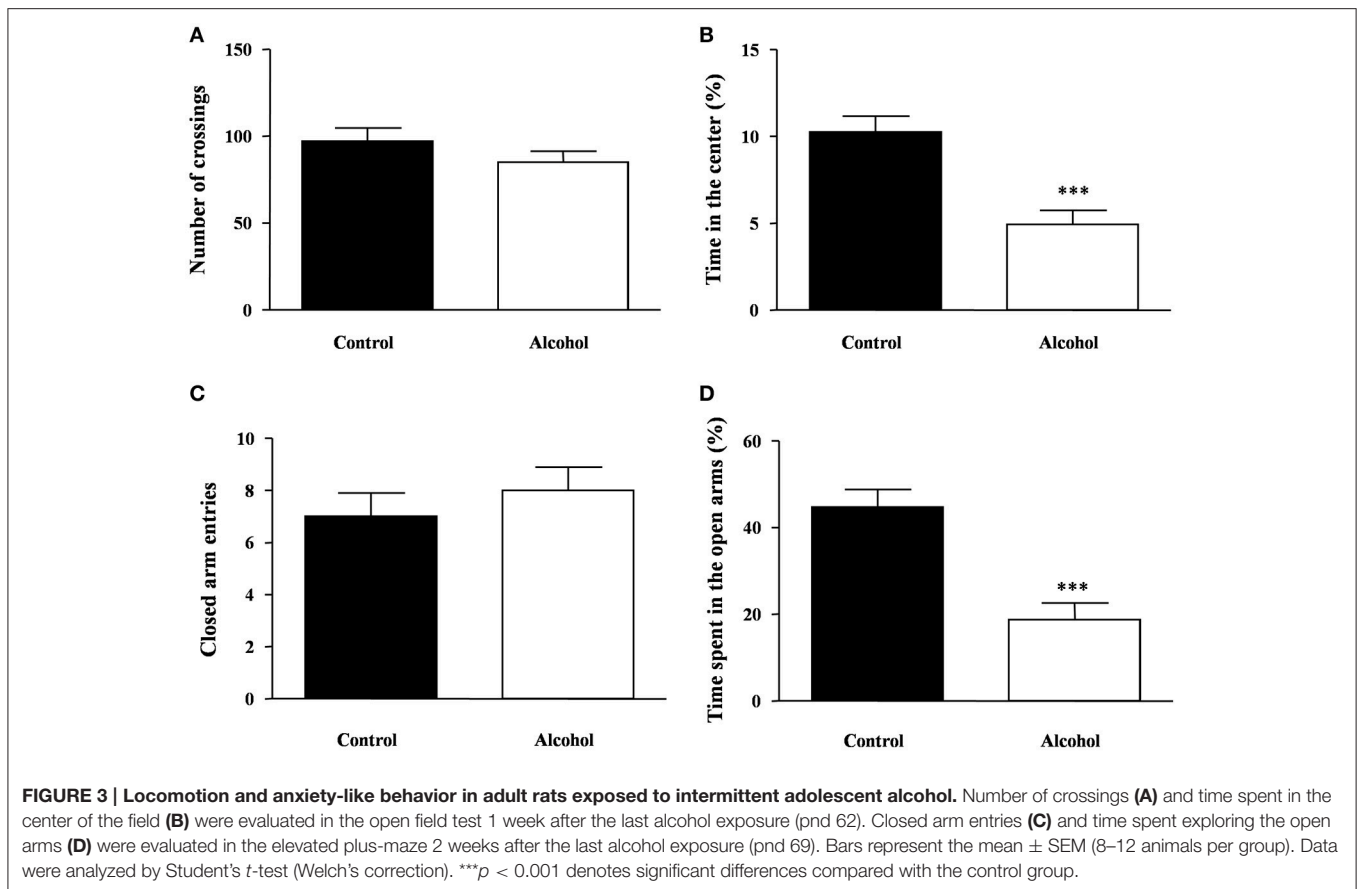 A
150
100
50
0
Number of crossings
Control
Alcohol
B
15
10
5
0
Time in the center (%)
***
Control
Alcohol
C
10
8
6
4
2
0
Closed arm entries
Control
Alcohol
D
60
40
20
0
Time spent in the open arms (%)
***
Control
Alcohol
FIGURE 3 | Locomotion and anxiety-like behavior in adult rats exposed to intermittent adolescent alcohol. Number of crossings (A) and time spent in the
center of the field (B) were evaluated in the open field test 1 week after the last alcohol exposure (pnd 62). Closed arm entries (C) and time spent exploring the open
arms (D) were evaluated in the elevated plus-maze 2 weeks after the last alcohol exposure (pnd 69). Bars represent the mean ± SEM (8–12 animals per group). Data
were analyzed by Student's t-test (Welch's correction). ***p < 0.001 denotes significant differences compared with the control group.